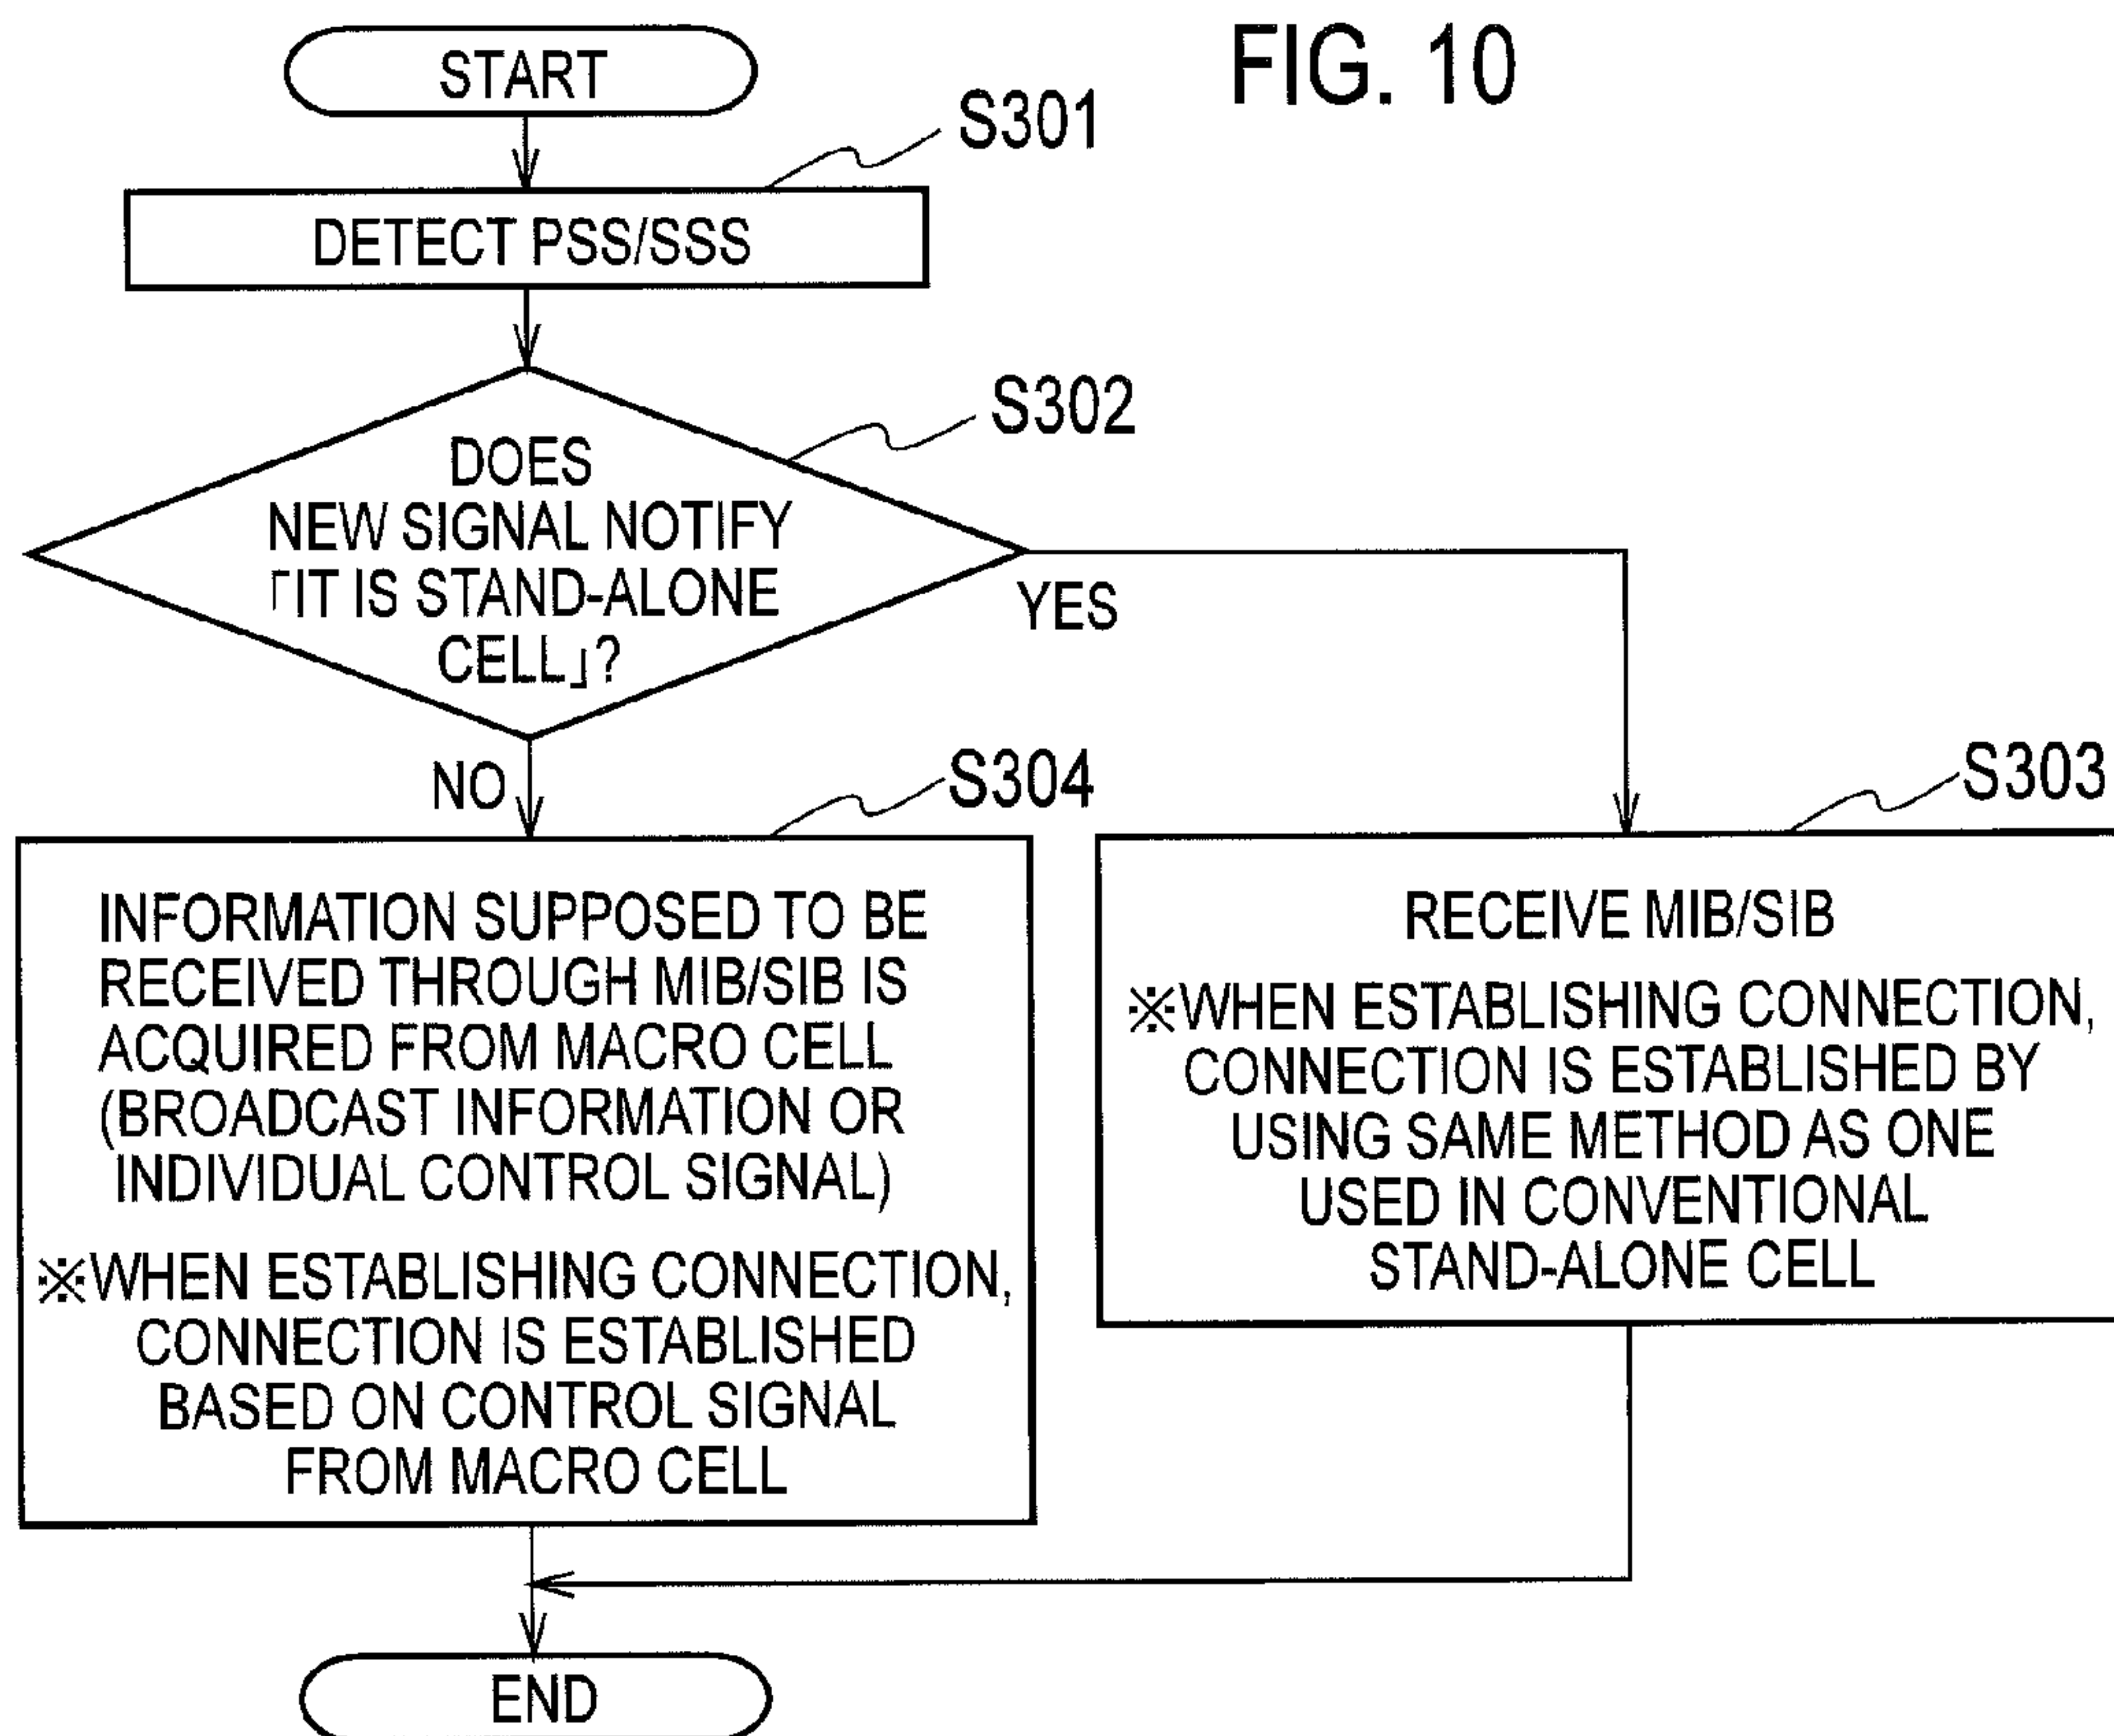 FIG. 10
START
S301
DETECT PSS/SSS
S302
DOES
NEW SIGNAL NOTIFY
「IT IS STAND-ALONE
CELL」?
YES
NO
S304
INFORMATION SUPPOSED TO BE
RECEIVED THROUGH MIB/SIB IS
ACQUIRED FROM MACRO CELL
(BROADCAST INFORMATION OR
INDIVIDUAL CONTROL SIGNAL)
※WHEN ESTABLISHING CONNECTION,
CONNECTION IS ESTABLISHED
BASED ON CONTROL SIGNAL
FROM MACRO CELL
S303
RECEIVE MIB/SIB
※WHEN ESTABLISHING CONNECTION,
CONNECTION IS ESTABLISHED BY
USING SAME METHOD AS ONE
USED IN CONVENTIONAL
STAND-ALONE CELL
END